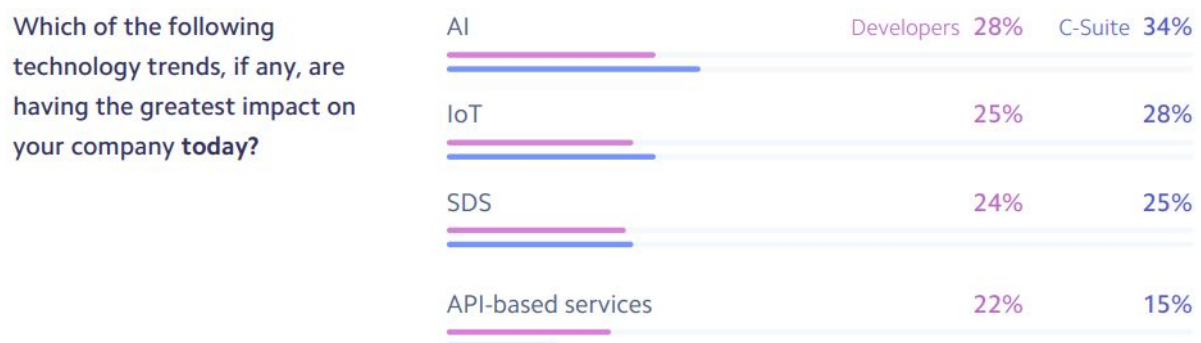 Which of the following
technology trends, if any, are
having the greatest impact on
your company today?
AI Developers 28% C-Suite 34%
IoT 25% 28%
SDS 24% 25%
API-based services 22% 15%